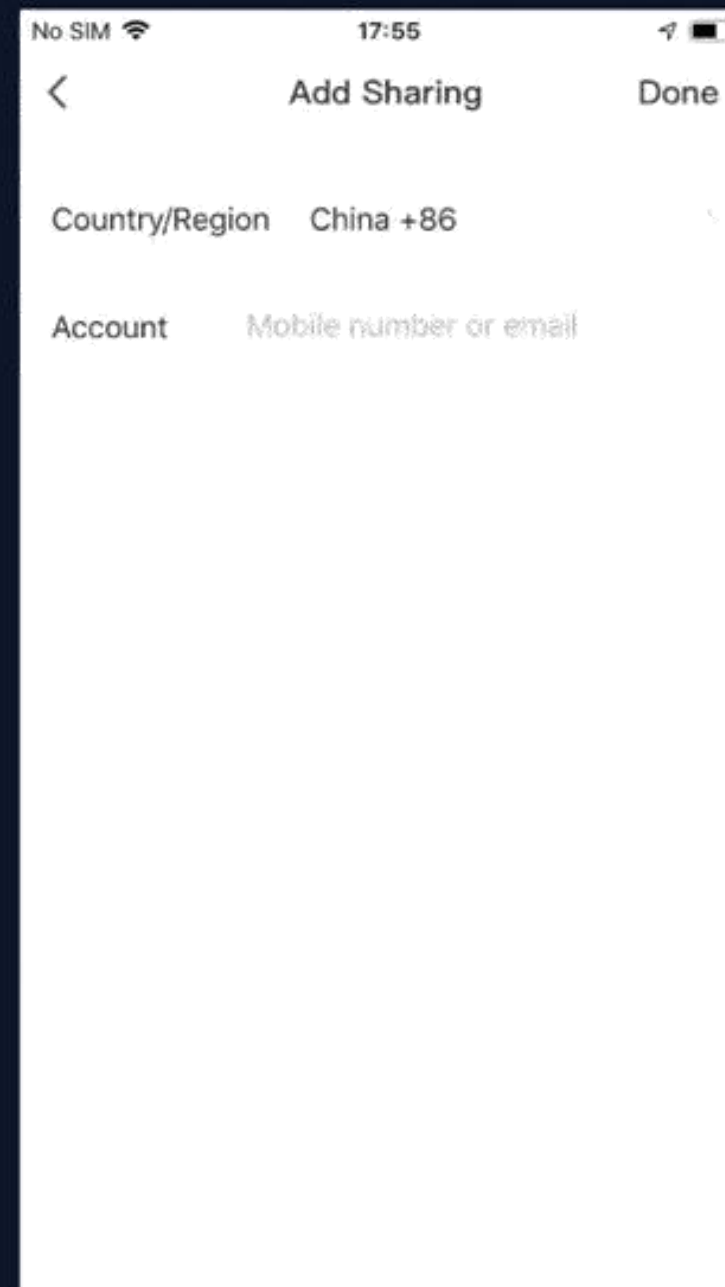 No SIM 17:55
Add Sharing Done
Country/Region China +86
Account Mobile number or email